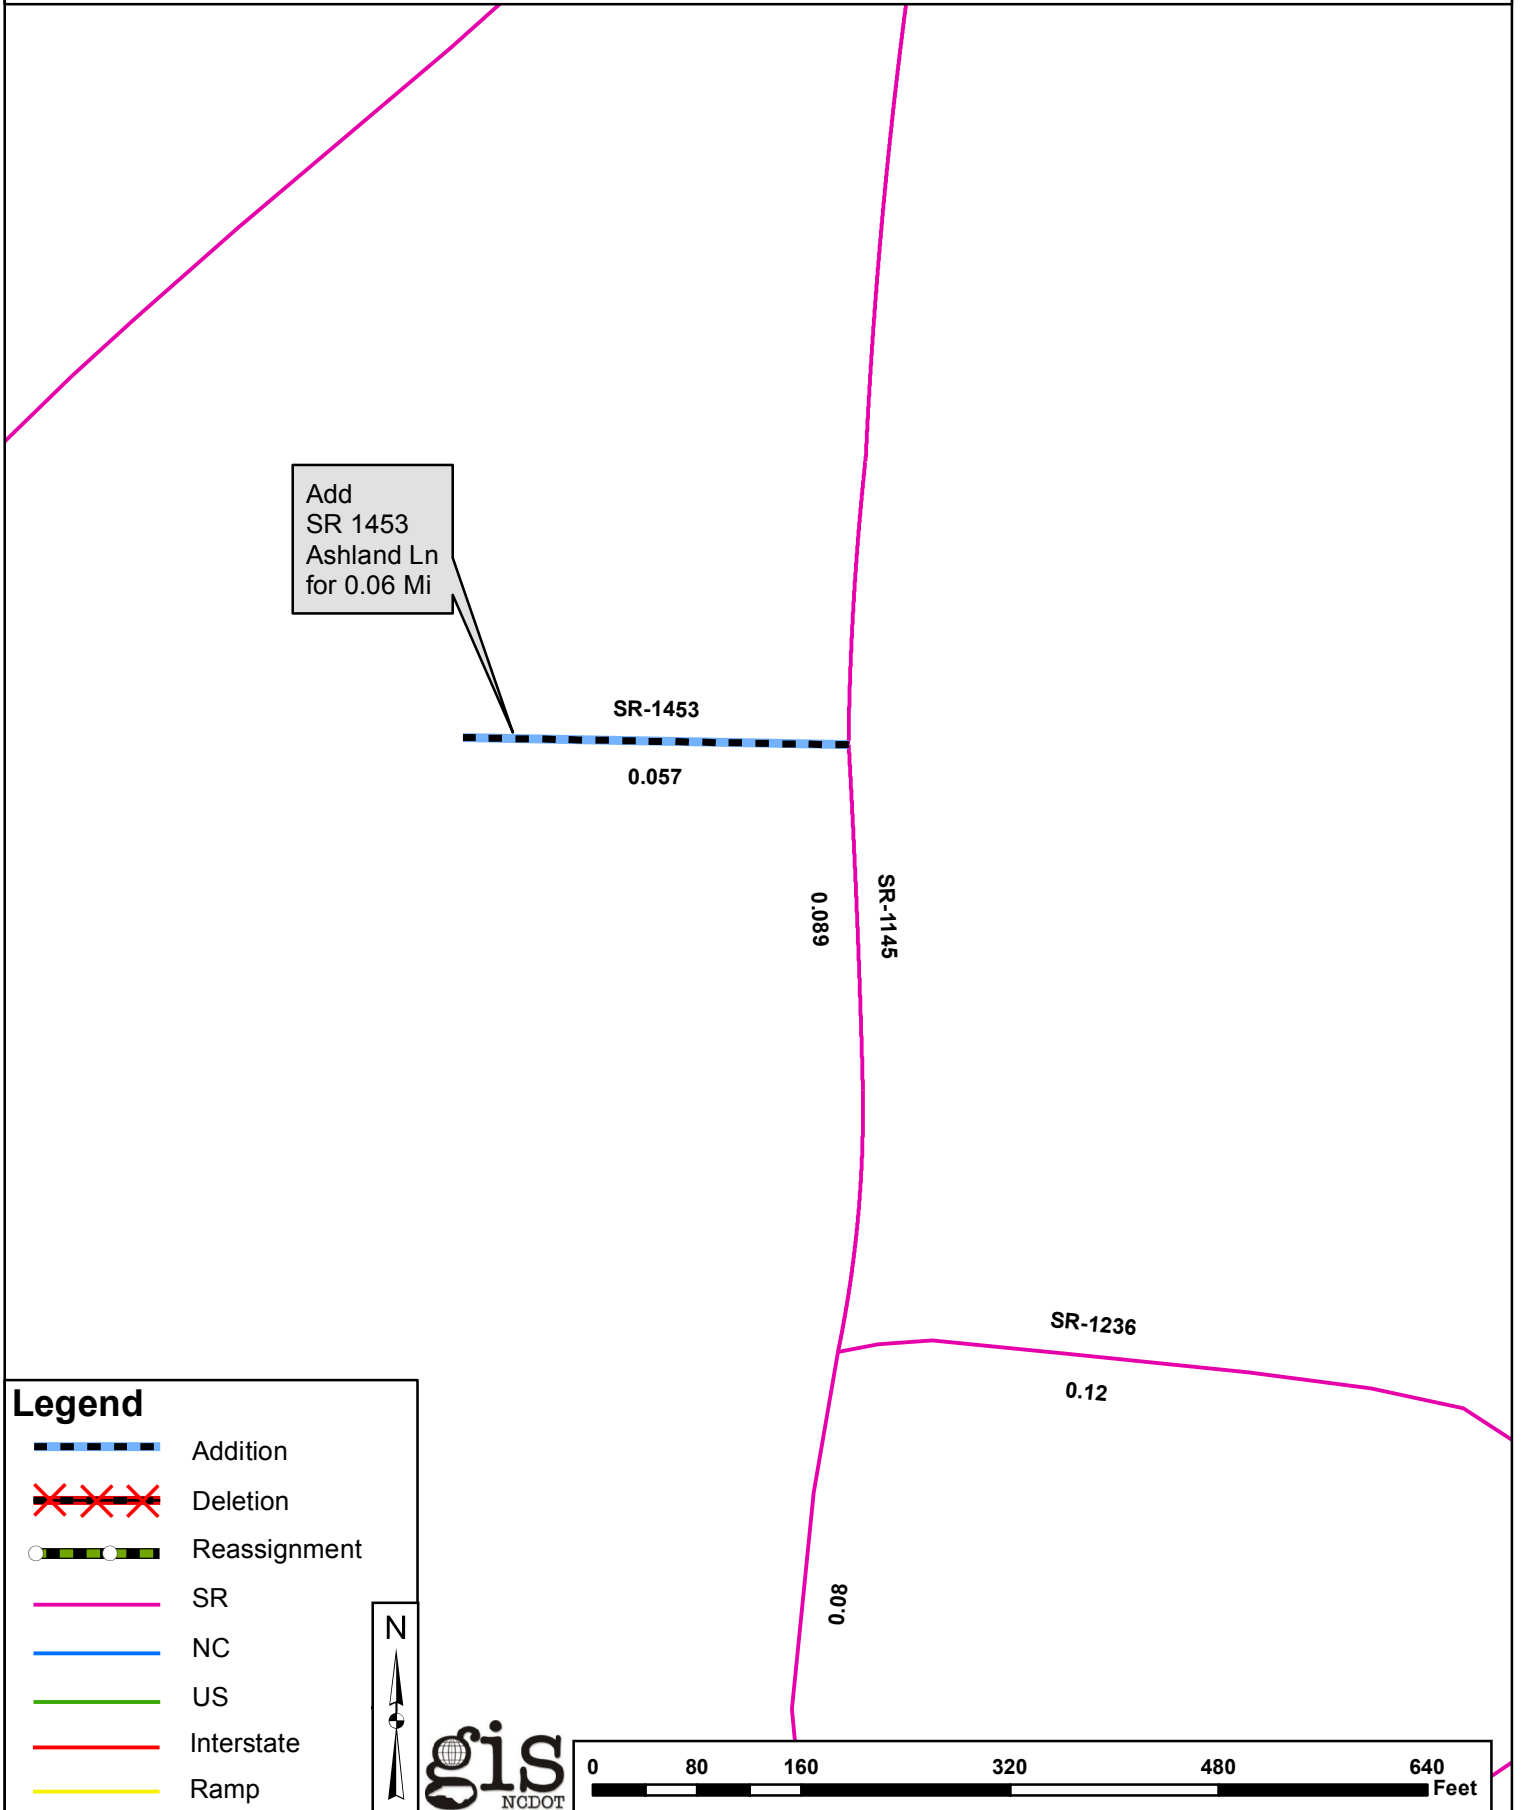 Add
SR 1453
Ashland Ln
for 0.06 Mi
SR-1453
0.057
SR-1145
0.089
SR-1236
0.12
0.08
Legend
Addition
Deletion
Reassignment
SR
NC
US
Interstate
Ramp
N
gis
NCDOT
0 80 160 320 480 640
Feet